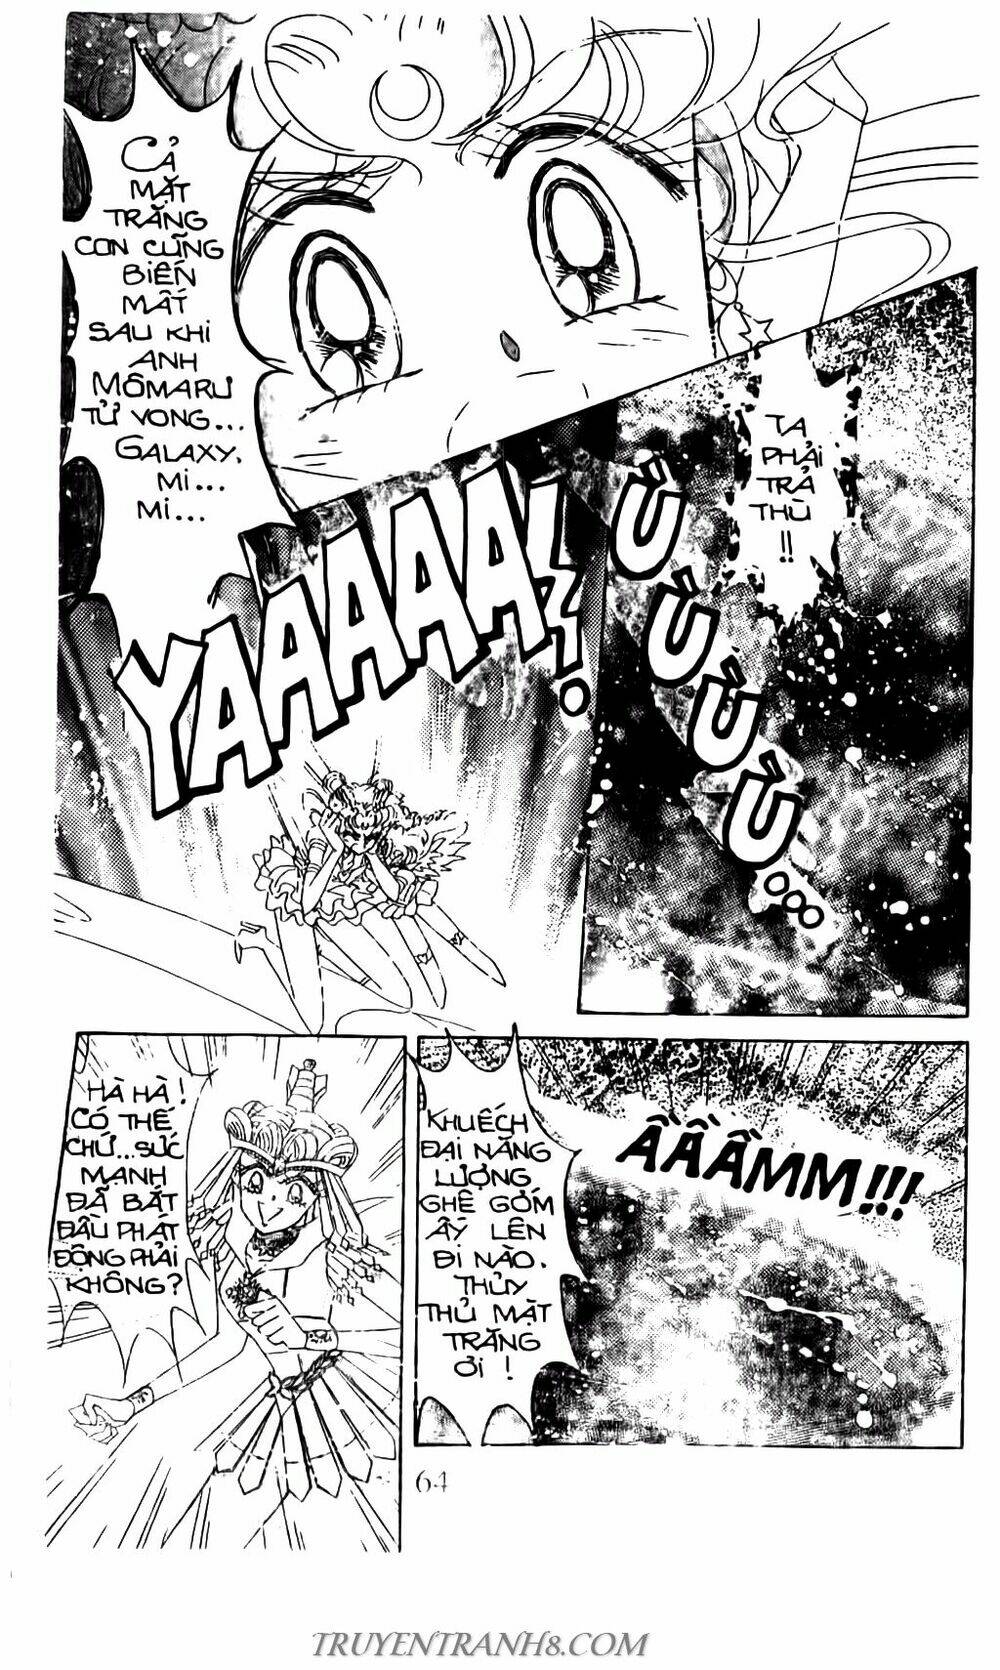 CẢ
MẶT
TRĂNG
CON CŨNG
BIẾN
MẤT
SAU KHI
ANH
MÔMARU
TỬ VONG...
GALAXY,
MI...
MI...
TA
PHẢI
TRẢ
THÙ
!!
YAAAAAA!
Ù
Ù
Ù
Ù...
HÀ HÀ!
CÓ THẾ
CHỨ...SỨC
MẠNH
ĐÃ BẮT
ĐẦU PHÁT
ĐỘNG PHẢI
KHÔNG?
KHUẾCH
ĐẠI NĂNG
LƯỢNG
GHÊ GỚM
ẤY LÊN
ĐI NÀO,
THỦY
THỦ MẶT
TRĂNG
ƠI!
ẦẦẦMM!!!
64
TRUYENTRANH8.COM